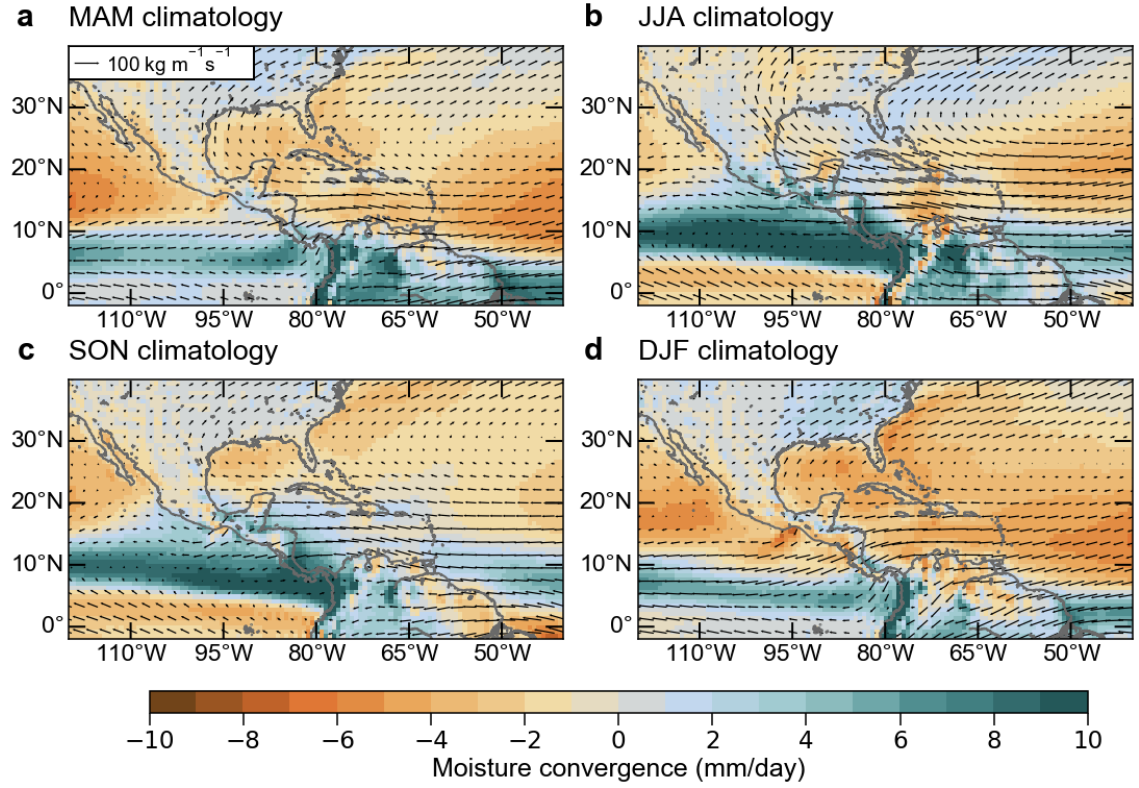 a MAM climatology
b JJA climatology
100 kg m⁻¹ s⁻¹
30°N
20°N
10°N
0°
110°W 95°W 80°W 65°W 50°W
30°N
20°N
10°N
0°
110°W 95°W 80°W 65°W 50°W
c SON climatology
d DJF climatology
30°N
20°N
10°N
0°
110°W 95°W 80°W 65°W 50°W
30°N
20°N
10°N
0°
110°W 95°W 80°W 65°W 50°W
−10 −8 −6 −4 −2 0 2 4 6 8 10
Moisture convergence (mm/day)